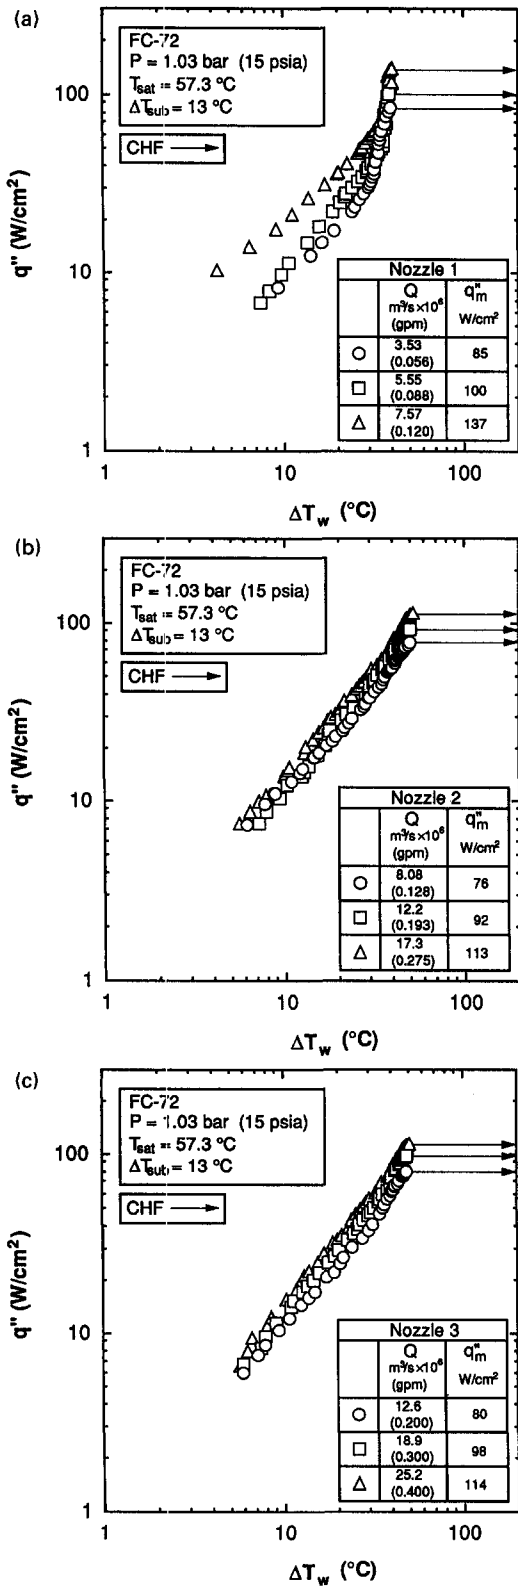 (a)
FC-72
P = 1.03 bar (15 psia)
Tsat = 57.3 °C
ΔTsub = 13 °C
CHF
100
10
1
q" (W/cm²)
Nozzle 1
Q q"m
m³/s×10⁶ W/cm²
(gpm)
3.53 85
(0.056)
5.55 100
(0.088)
7.57 137
(0.120)
1 10 100
ΔTw (°C)
(b)
FC-72
P = 1.03 bar (15 psia)
Tsat = 57.3 °C
ΔTsub = 13 °C
CHF
100
10
1
q" (W/cm²)
Nozzle 2
Q q"m
m³/s×10⁶ W/cm²
(gpm)
8.08 76
(0.128)
12.2 92
(0.193)
17.3 113
(0.275)
1 10 100
ΔTw (°C)
(c)
FC-72
P = 1.03 bar (15 psia)
Tsat = 57.3 °C
ΔTsub = 13 °C
CHF
100
10
1
q" (W/cm²)
Nozzle 3
Q q"m
m³/s×10⁶ W/cm²
(gpm)
12.6 80
(0.200)
18.9 98
(0.300)
25.2 114
(0.400)
1 10 100
ΔTw (°C)